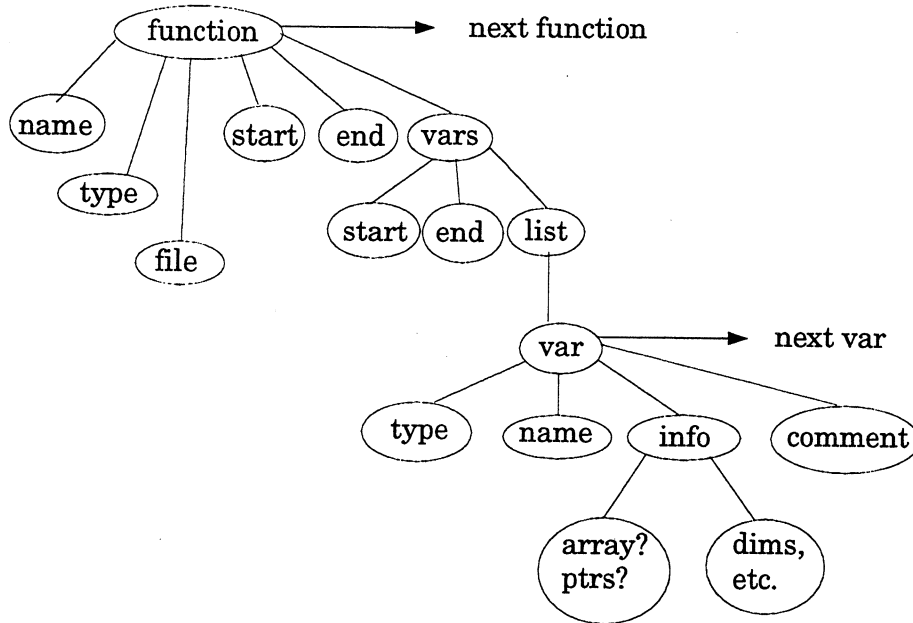 function
next function
name
start
end
vars
type
file
start
end
list
var
next var
type
name
info
comment
array?
ptrs?
dims,
etc.